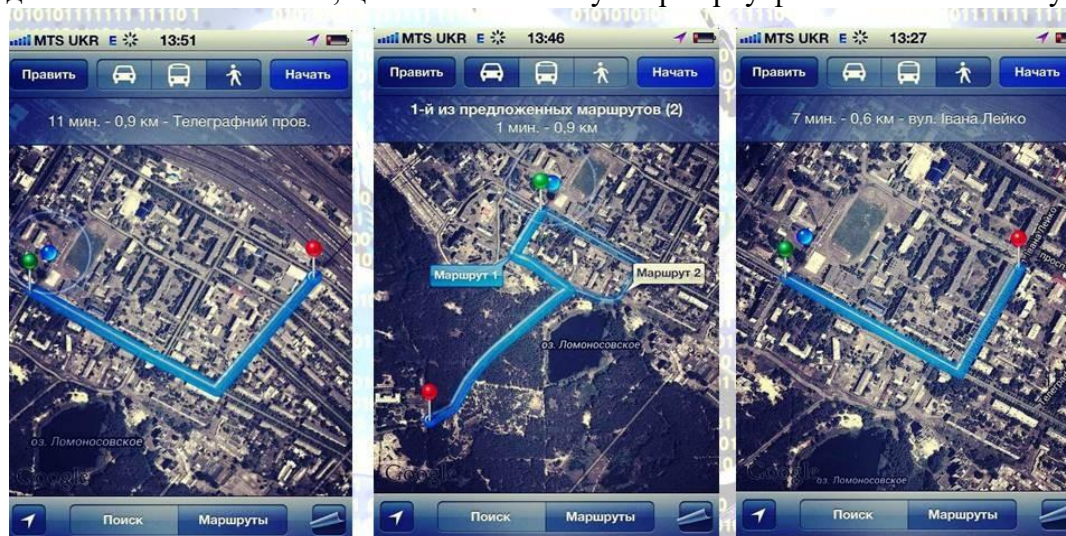 MTS UKR E 13:51
Править Начать
11 мин. - 0,9 км - Телеграфний пров.
оз. Ломоносовское
Google
Поиск Маршруты
MTS UKR E 13:46
Править Начать
1-й из предложенных маршрутов (2)
1 мин. - 0,9 км
Маршрут 1
Маршрут 2
оз. Ломоносовское
Google
Поиск Маршруты
MTS UKR E 13:27
Править Начать
7 мин. - 0,6 км - вул. Івана Лейко
оз. Ломоносовское
Google
Поиск Маршруты